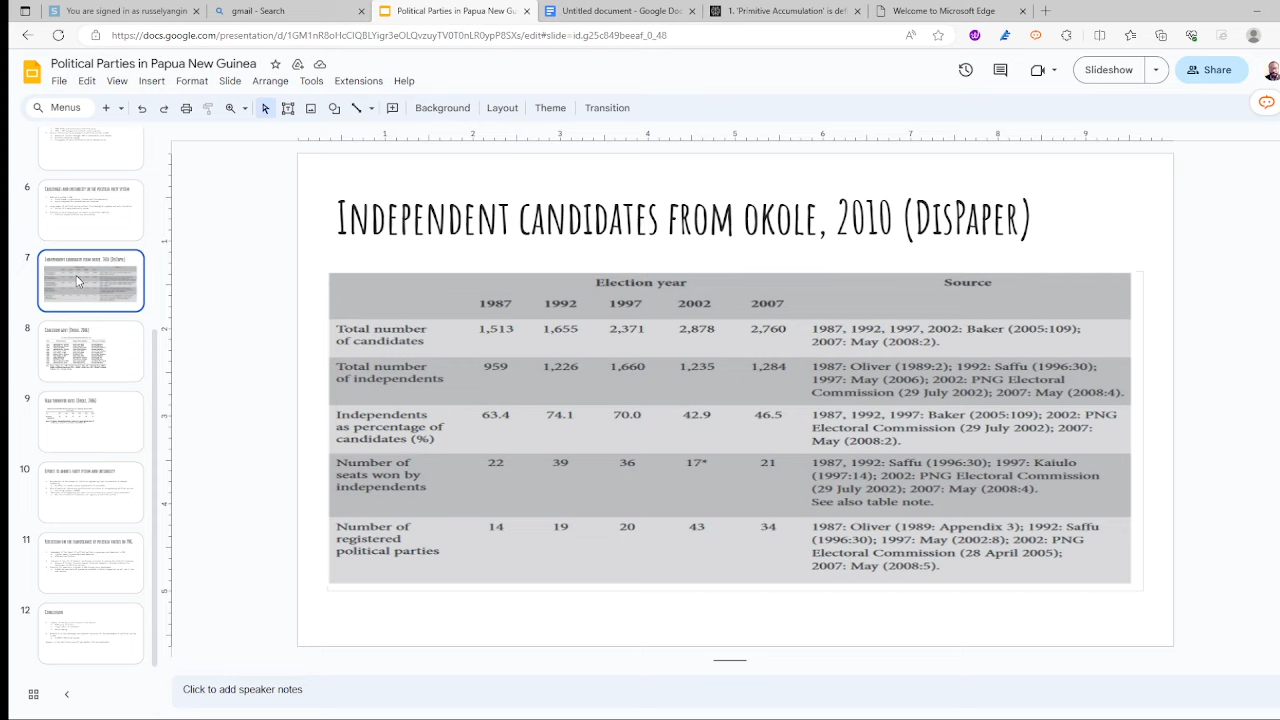 You are signed in as russelyangin
gmail - Search
Political Parties in Papua New Gu
Untitled document - Google Doc
1. 'Primitive Accumulation' is def
Welcome to Microsoft Edge
https://docs.google.com/presentation/d/1GM1nR8oHcCIQBLYigr3eOLQvzuyTV0T0nLR0ypP8SXs/edit#slide=id.g25c849beeaf_0_48
Political Parties in Papua New Guinea
File Edit View Insert Format Slide Arrange Tools Extensions Help
Slideshow
Share
Menus
Background Layout Theme Transition
1 2 3 4 5 6 7 8 9
6
7
8
9
10
11
12
Independent candidates from okole, 2010 (DisPaper)
Election year Source
1987 1992 1997 2002 2007
Total number 1,513 1,655 2,371 2,878 1987, 1992, 1997, 2002: Baker (2005:109);
of candidates 2007: May (2008:2).
Total number 959 1,226 1,660 1,235 1,284 1987: Oliver (1989:2); 1992: Saffu (1996:30);
of independents 1997: May (2006); 2002: PNG Electoral
Commission (29 July 2002); 2007: May (2008:4).
Independents 74.1 70.0 42.9 1987, 1992, 1997: Baker (2005:109); 2002: PNG
as percentage of Electoral Commission (29 July 2002); 2007:
candidates (%) May (2008:2).
Number of 22 39 36 17* 1987, 1992: Saffu (1996:30); 1997: Kaiulo
seats won by (1997:14); 2002: PNG Electoral Commission
independents (29 July 2002); 2007: May (2008:4).
See also table note.
Number of 14 19 20 43 34 1987: Oliver (1989: Appendix 3); 1992: Saffu
1997: May 2002: PNG
political parties Electoral Commission (28 April 2005);
2007: May (2008:5).
Click to add speaker notes